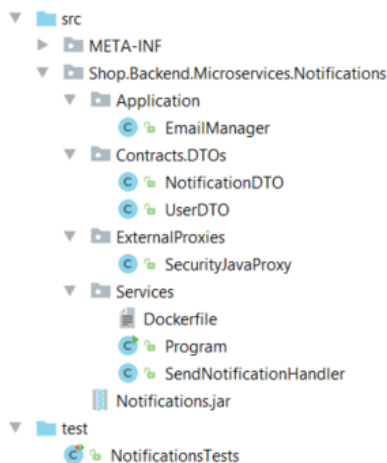 src
META-INF
Shop.Backend.Microservices.Notifications
Application
EmailManager
Contracts.DTOs
NotificationDTO
UserDTO
ExternalProxies
SecurityJavaProxy
Services
Dockerfile
Program
SendNotificationHandler
Notifications.jar
test
NotificationsTests